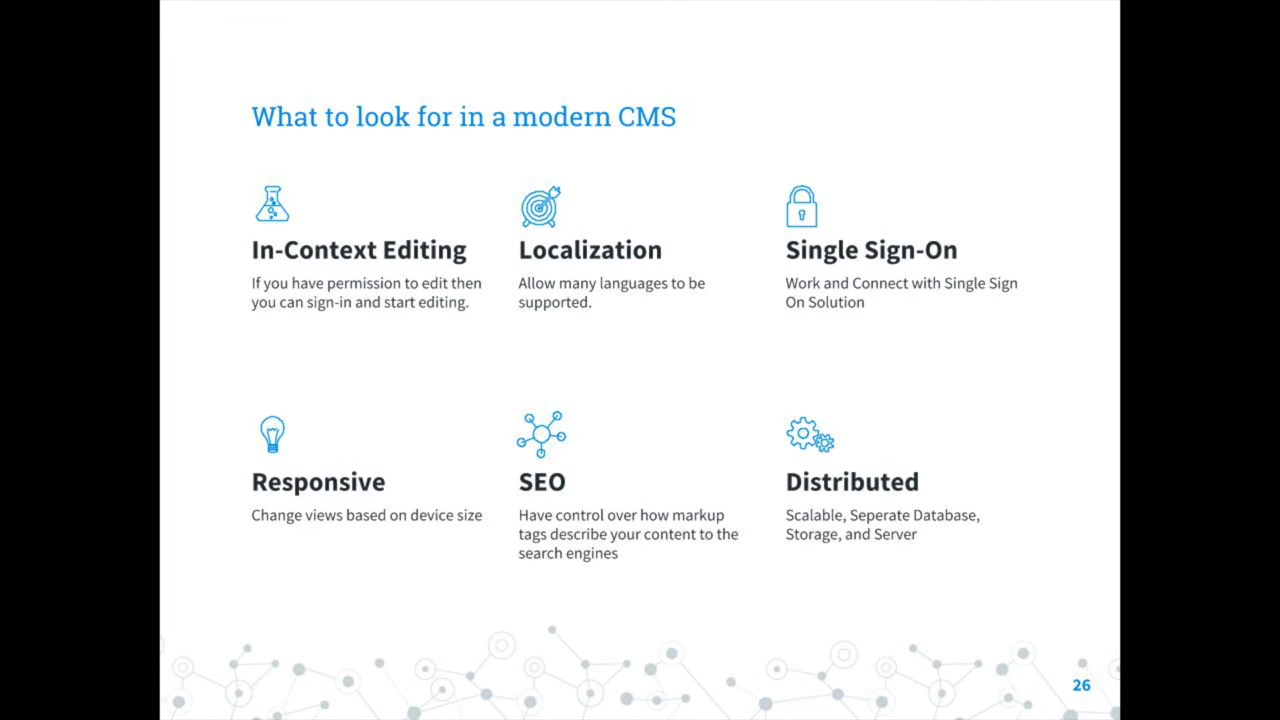 What to look for in a modern CMS
In-Context Editing
If you have permission to edit then
you can sign-in and start editing.
Localization
Allow many languages to be
supported.
Single Sign-On
Work and Connect with Single Sign
On Solution
Responsive
Change views based on device size
SEO
Have control over how markup
tags describe your content to the
search engines
Distributed
Scalable, Seperate Database,
Storage, and Server
26